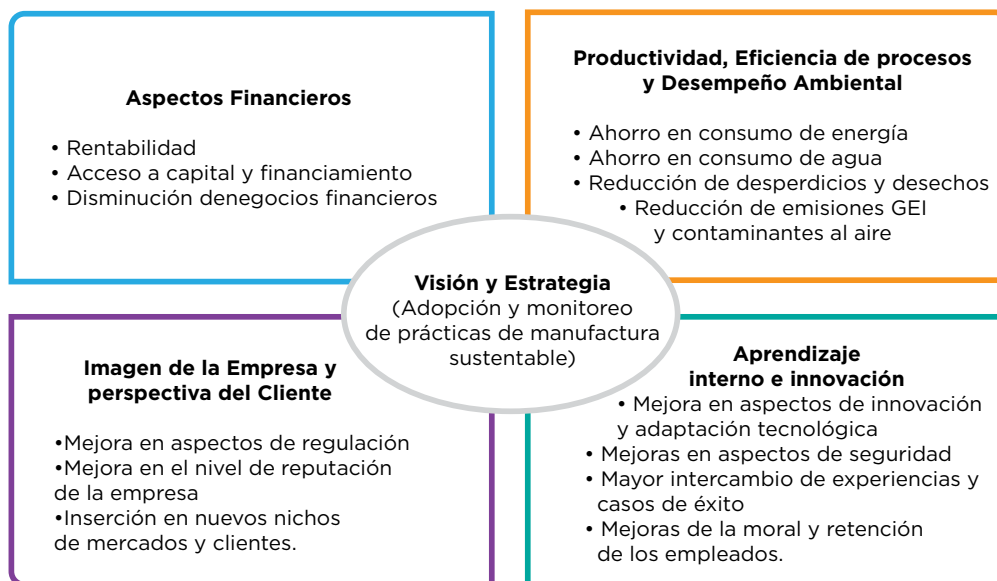 Aspectos Financieros
• Rentabilidad
• Acceso a capital y financiamiento
• Disminución denegocios financieros
Productividad, Eficiencia de procesos
y Desempeño Ambiental
• Ahorro en consumo de energía
• Ahorro en consumo de agua
• Reducción de desperdicios y desechos
• Reducción de emisiones GEI
y contaminantes al aire
Visión y Estrategia
(Adopción y monitoreo
de prácticas de manufactura
sustentable)
Imagen de la Empresa y
perspectiva del Cliente
•Mejora en aspectos de regulación
•Mejora en el nivel de reputación
de la empresa
•Inserción en nuevos nichos
de mercados y clientes.
Aprendizaje
interno e innovación
• Mejora en aspectos de innovación
y adaptación tecnológica
• Mejoras en aspectos de seguridad
• Mayor intercambio de experiencias y
casos de éxito
• Mejoras de la moral y retención
de los empleados.